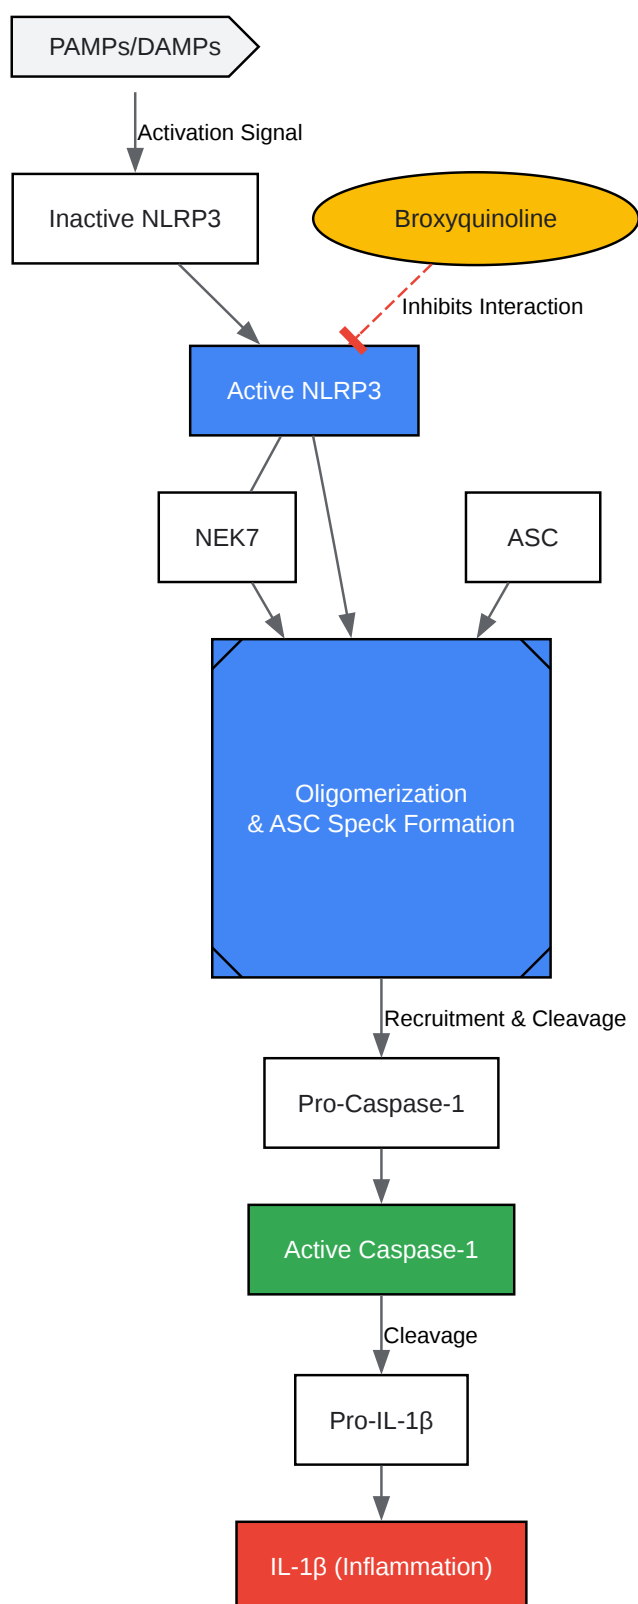 PAMPs/DAMPs
Activation Signal
Inactive NLRP3
Broxyquinoline
Inhibits Interaction
Active NLRP3
NEK7
ASC
Oligomerization
& ASC Speck Formation
Recruitment & Cleavage
Pro-Caspase-1
Active Caspase-1
Cleavage
Pro-IL-1β
IL-1β (Inflammation)